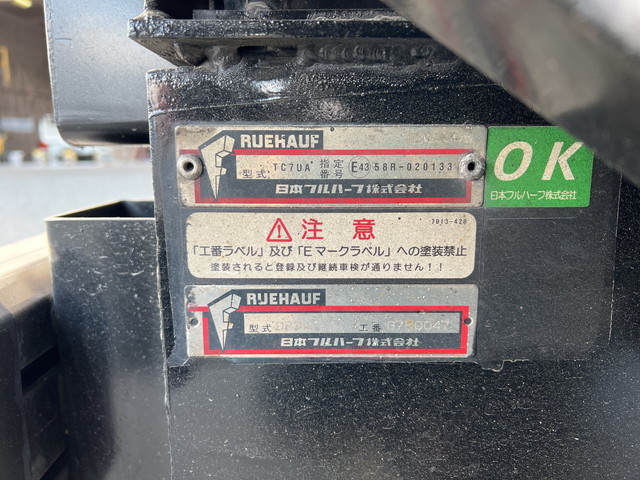 RUEHAUF
型式 TC7UA 指定番号 E43 58R-020133
日本フルハーフ株式会社
OK
日本フルハーフ株式会社
7913-428
⚠注意
「工番ラベル」及び「Eマークラベル」への塗装禁止
塗装されると登録及び継続車検が通りません!!
RUEHAUF
型式 工番
日本フルハーフ株式会社